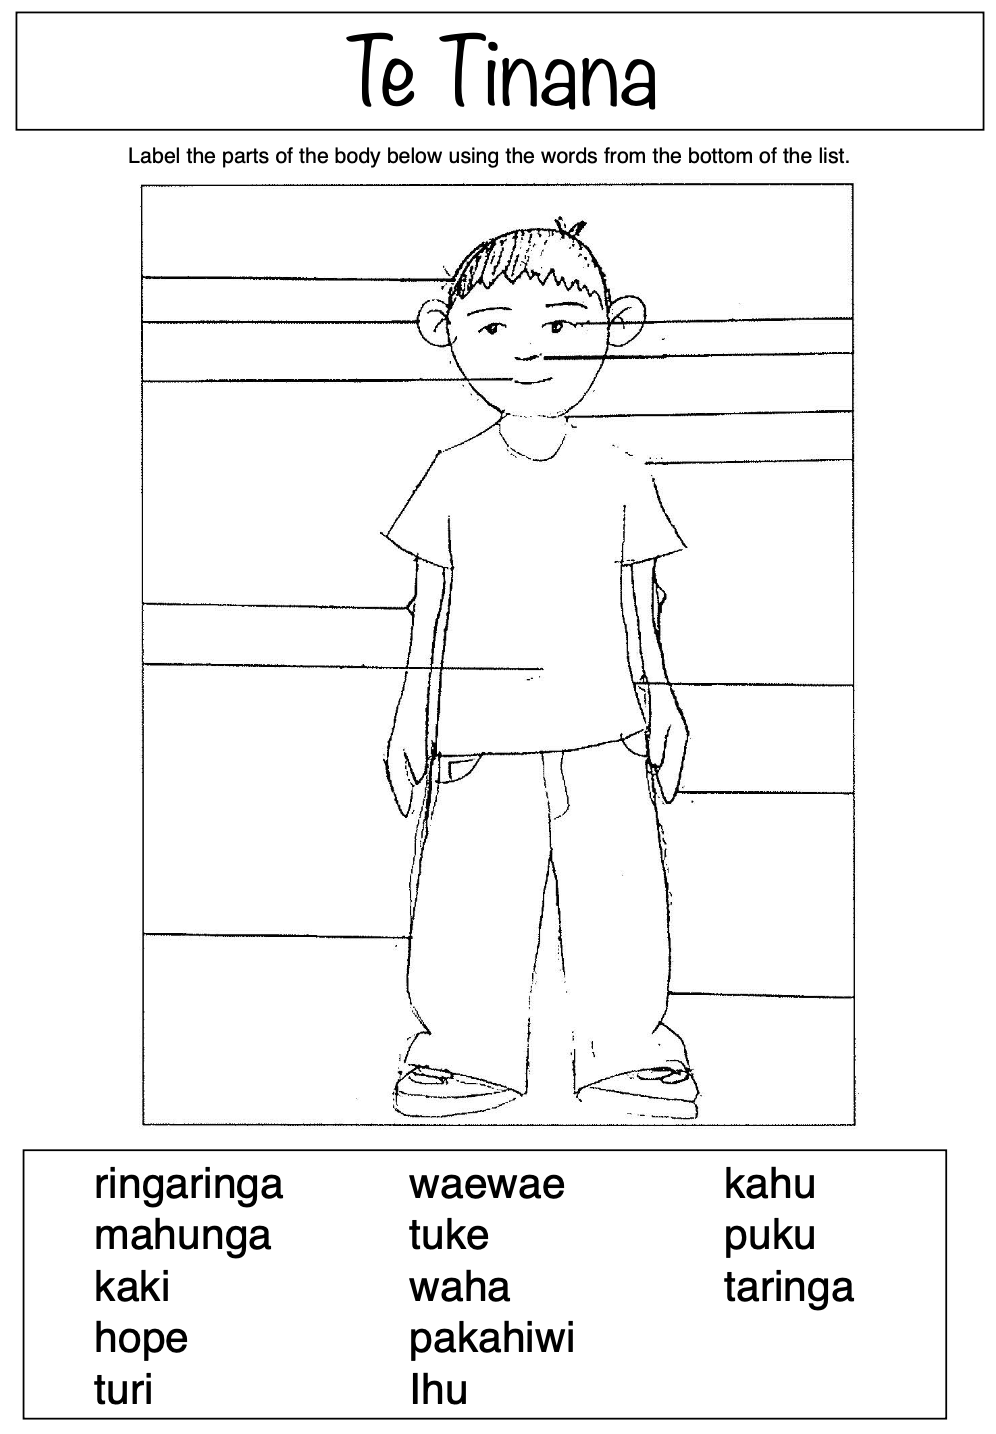 Te Tinana
Label the parts of the body below using the words from the bottom of the list.
ringaringa waewae kahu
mahunga tuke puku
kaki waha taringa
hope pakahiwi
turi Ihu